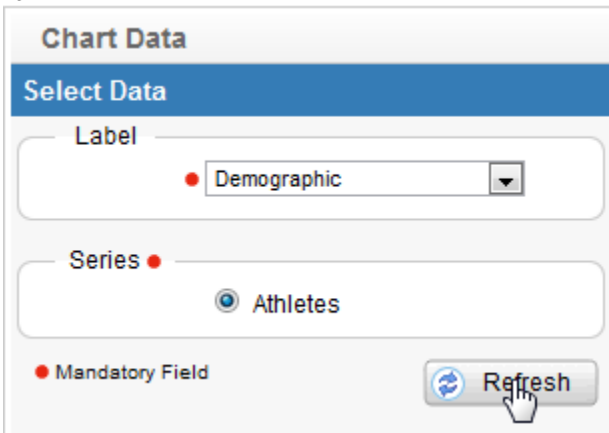 Chart Data
Select Data
Label
Demographic
Series
Athletes
Mandatory Field
Refresh